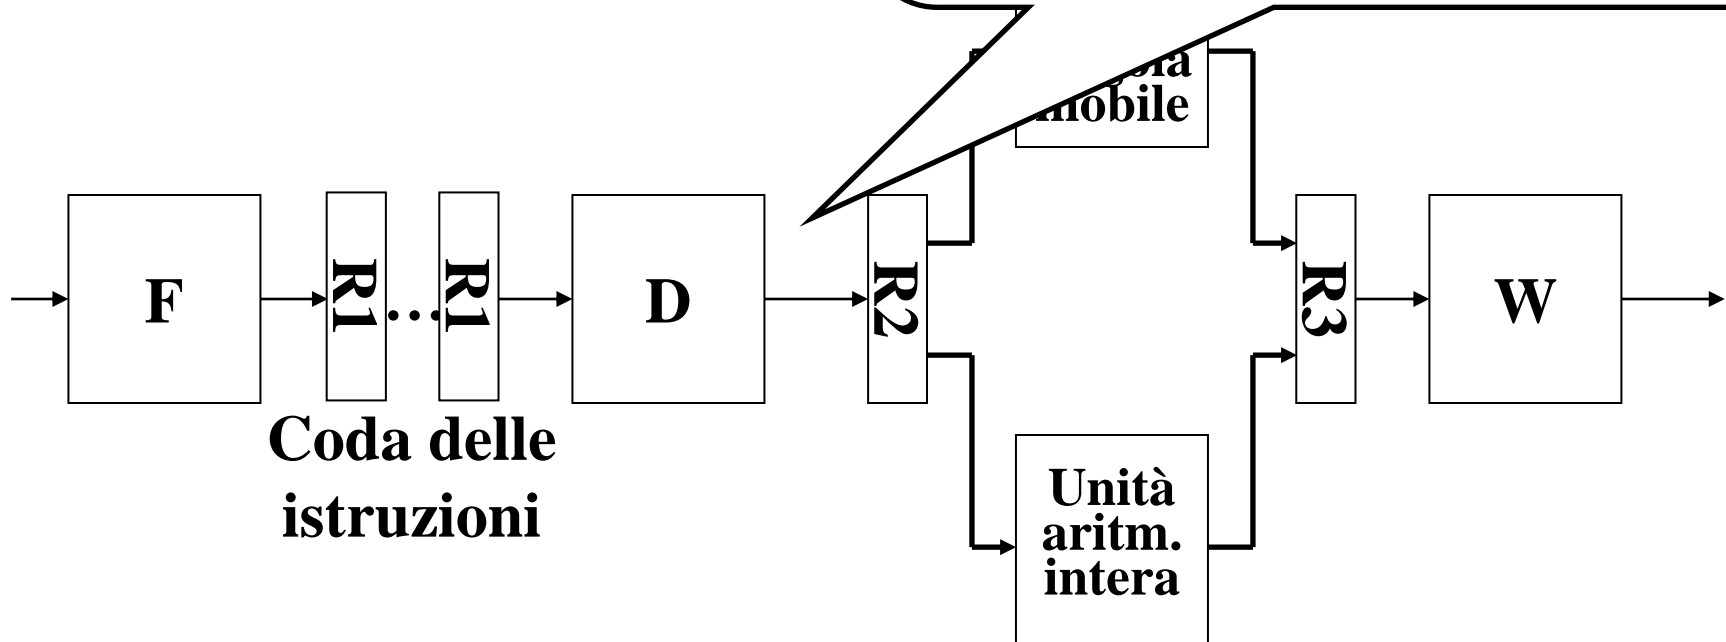 mobile
F
R1
...
R1
D
R2
R3
W
Coda delle
istruzioni
Unità
aritm.
intera